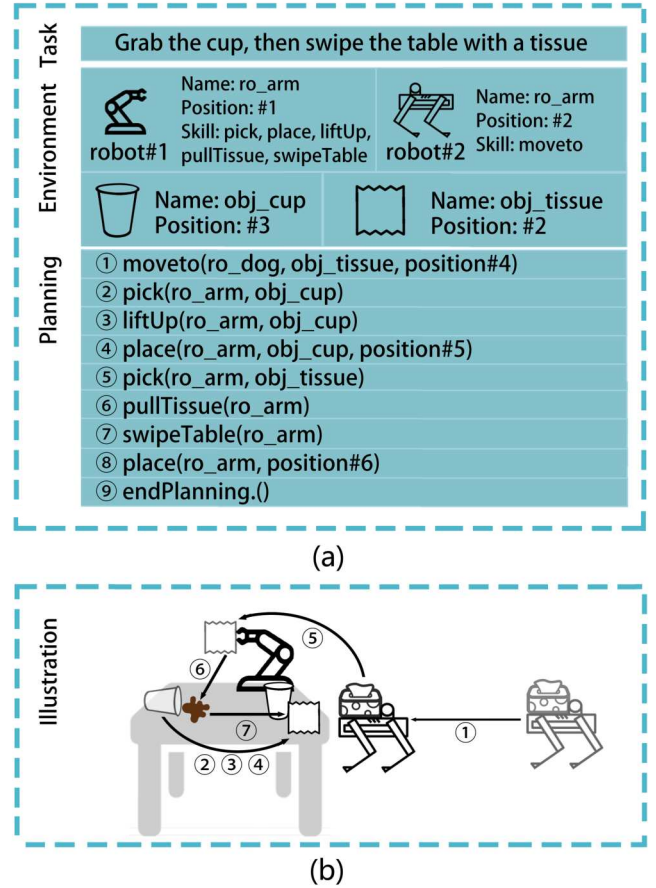 Task
Grab the cup, then swipe the table with a tissue
Environment
Name: ro_arm
Position: #1
Skill: pick, place, liftUp,
pullTissue, swipeTable
robot#1
Name: ro_arm
Position: #2
Skill: moveto
robot#2
Name: obj_cup
Position: #3
Name: obj_tissue
Position: #2
Planning
① moveto(ro_dog, obj_tissue, position#4)
② pick(ro_arm, obj_cup)
③ liftUp(ro_arm, obj_cup)
④ place(ro_arm, obj_cup, position#5)
⑤ pick(ro_arm, obj_tissue)
⑥ pullTissue(ro_arm)
⑦ swipeTable(ro_arm)
⑧ place(ro_arm, position#6)
⑨ endPlanning.()
(a)
Illustration
⑤
⑥
⑦
①
② ③ ④
(b)